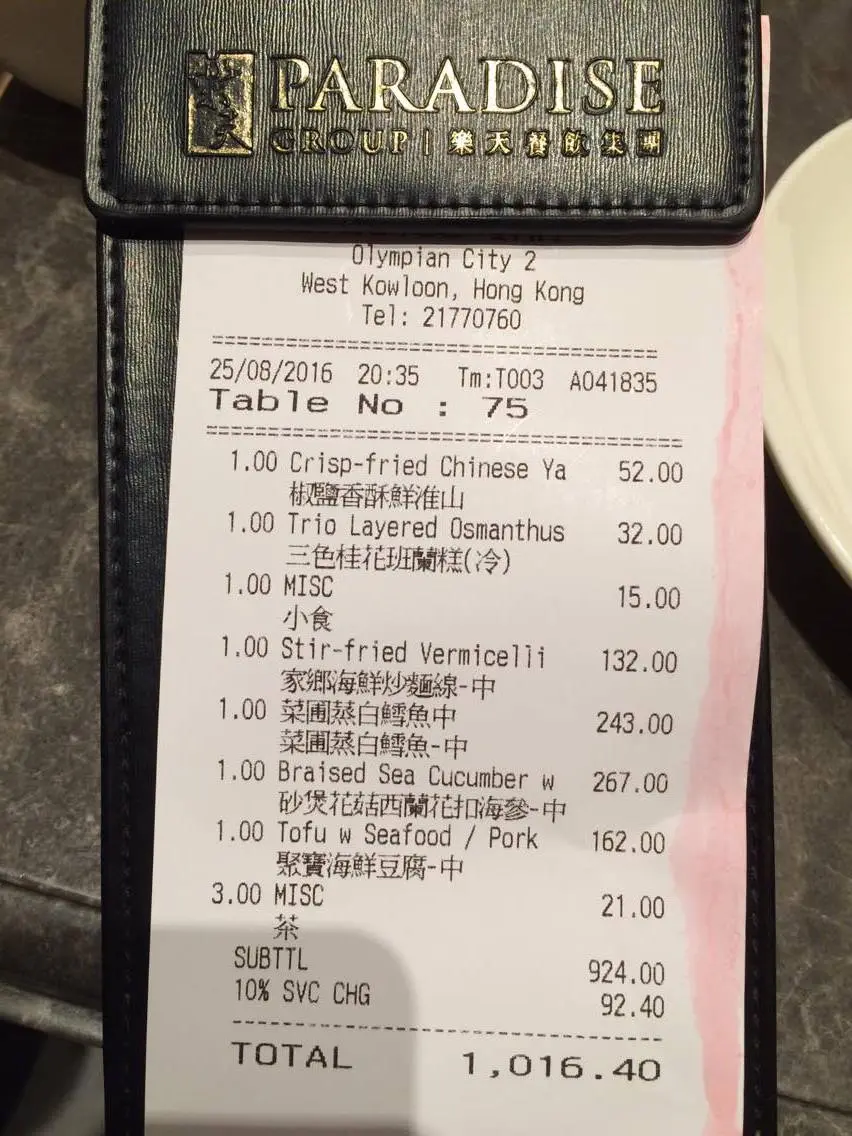 PARADISE
GROUP | 樂天餐飲集團
Olympian City 2
West Kowloon, Hong Kong
Tel: 21770760
25/08/2016 20:35 Tm:T003 A041835
Table No : 75
1.00 Crisp-fried Chinese Ya 52.00
椒鹽香酥鮮淮山
1.00 Trio Layered Osmanthus 32.00
三色桂花班蘭糕(冷)
1.00 MISC 15.00
小食
1.00 Stir-fried Vermicelli 132.00
家鄉海鮮炒麵線-中
1.00 菜圃蒸白鱈魚中 243.00
菜圃蒸白鱈魚-中
1.00 Braised Sea Cucumber w 267.00
砂煲花菇西蘭花扣海參-中
1.00 Tofu w Seafood / Pork 162.00
聚寶海鮮豆腐-中
3.00 MISC 21.00
茶
SUBTTL 924.00
10% SVC CHG 92.40
TOTAL 1,016.40